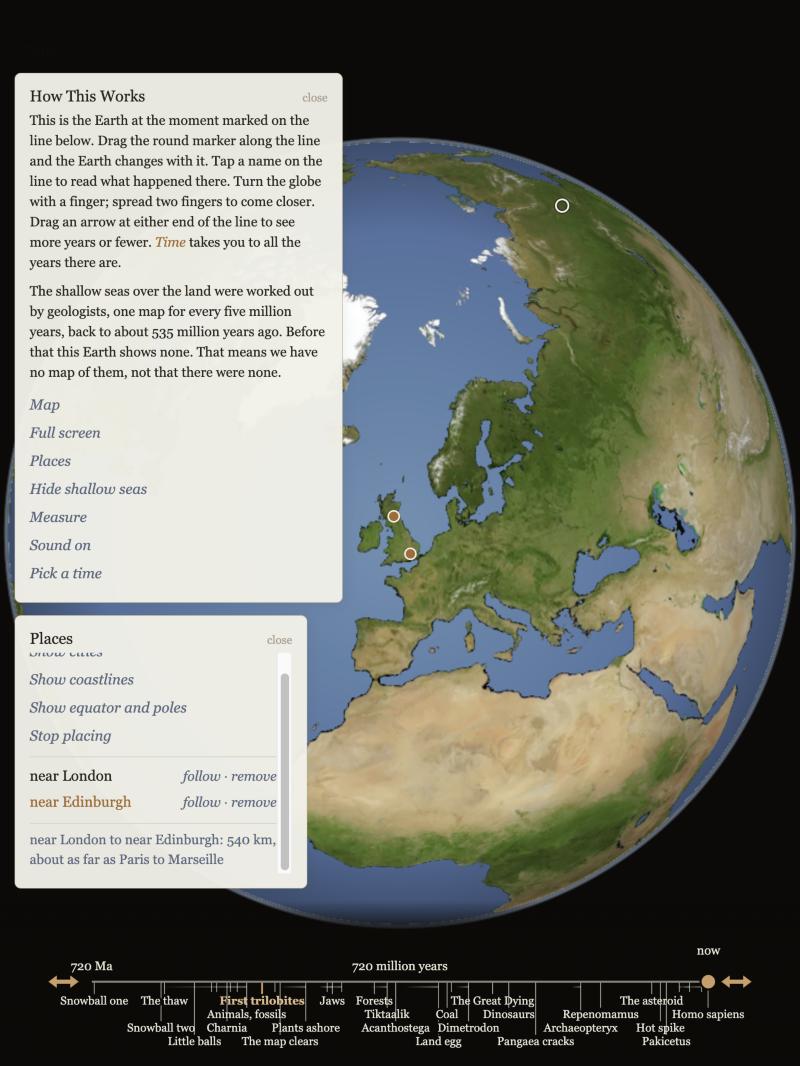 How This Works
close
This is the Earth at the moment marked on the
line below. Drag the round marker along the line
and the Earth changes with it. Tap a name on the
line to read what happened there. Turn the globe
with a finger; spread two fingers to come closer.
Drag an arrow at either end of the line to see
more years or fewer. Time takes you to all the
years there are.
The shallow seas over the land were worked out
by geologists, one map for every five million
years, back to about 535 million years ago. Before
that this Earth shows none. That means we have
no map of them, not that there were none.
Map
Full screen
Places
Hide shallow seas
Measure
Sound on
Pick a time
Places
close
Show cities
Show coastlines
Show equator and poles
Stop placing
near London follow · remove
near Edinburgh follow · remove
near London to near Edinburgh: 540 km,
about as far as Paris to Marseille
now
720 Ma 720 million years
Snowball one The thaw First trilobites Jaws Forests The Great Dying The asteroid
Animals, fossils Tiktaalik Coal Dinosaurs Repenomamus Homo sapiens
Snowball two Charnia Plants ashore Acanthostega Dimetrodon Archaeopteryx Hot spike
Little balls The map clears Land egg Pangaea cracks Pakicetus